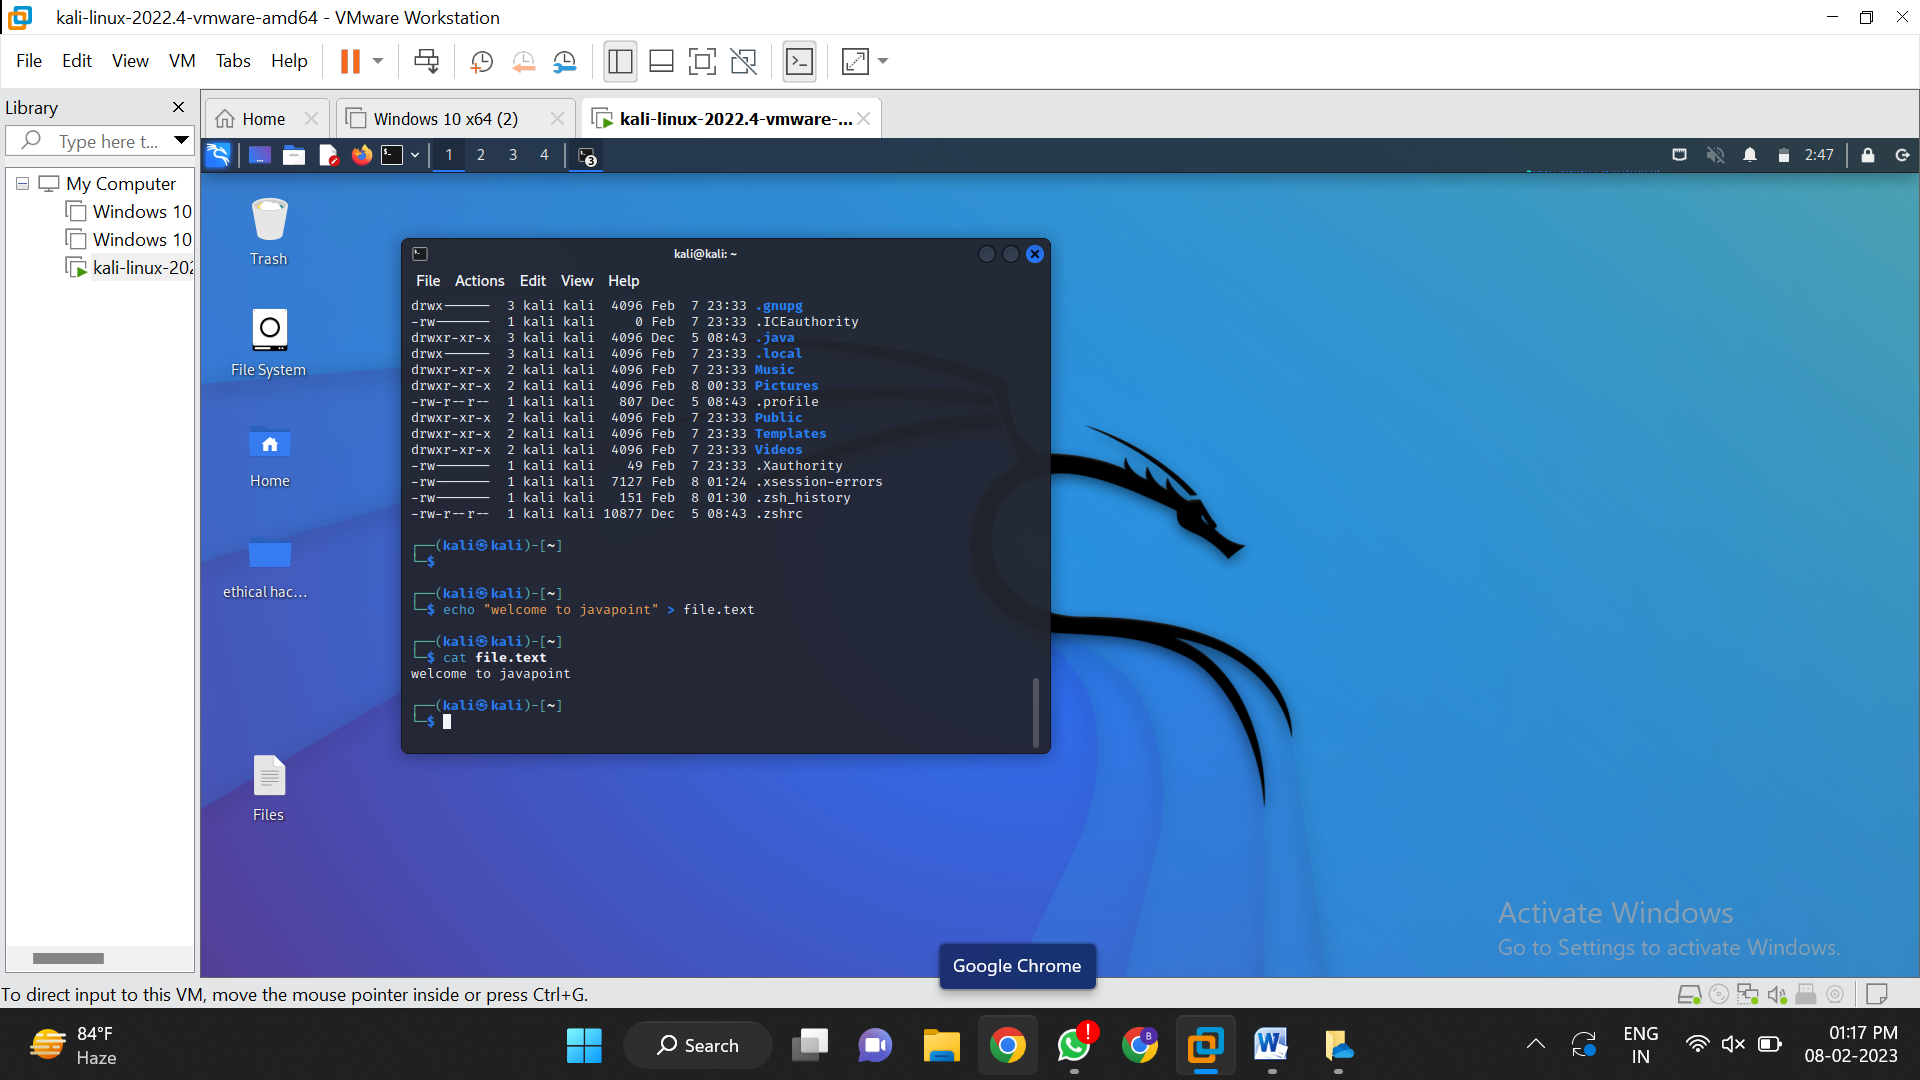 kali-linux-2022.4-vmware-amd64 - VMware Workstation
File Edit View VM Tabs Help
Library
Type here t...
My Computer
Windows 10
Windows 10
kali-linux-202
Home
Windows 10 x64 (2)
kali-linux-2022.4-vmware-...
1 2 3 4
3
2:47
Trash
File System
Home
ethical hac...
Files
kali@kali: ~
File Actions Edit View Help
drwx------ 3 kali kali 4096 Feb 7 23:33 .gnupg
-rw------- 1 kali kali 0 Feb 7 23:33 .ICEauthority
drwxr-xr-x 3 kali kali 4096 Dec 5 08:43 .java
drwx------ 3 kali kali 4096 Feb 7 23:33 .local
drwxr-xr-x 2 kali kali 4096 Feb 7 23:33 Music
drwxr-xr-x 2 kali kali 4096 Feb 8 00:33 Pictures
-rw-r--r-- 1 kali kali 807 Dec 5 08:43 .profile
drwxr-xr-x 2 kali kali 4096 Feb 7 23:33 Public
drwxr-xr-x 2 kali kali 4096 Feb 7 23:33 Templates
drwxr-xr-x 2 kali kali 4096 Feb 7 23:33 Videos
-rw------- 1 kali kali 49 Feb 7 23:33 .Xauthority
-rw------- 1 kali kali 7127 Feb 8 01:24 .xsession-errors
-rw------- 1 kali kali 151 Feb 8 01:30 .zsh_history
-rw-r--r-- 1 kali kali 10877 Dec 5 08:43 .zshrc
┌──(kali㉿kali)-[~]
└─$
┌──(kali㉿kali)-[~]
└─$ echo "welcome to javapoint" > file.text
┌──(kali㉿kali)-[~]
└─$ cat file.text
welcome to javapoint
┌──(kali㉿kali)-[~]
└─$
Activate Windows
Go to Settings to activate Windows.
Google Chrome
To direct input to this VM, move the mouse pointer inside or press Ctrl+G.
84°F
Haze
Search
B
ENG
IN
01:17 PM
08-02-2023